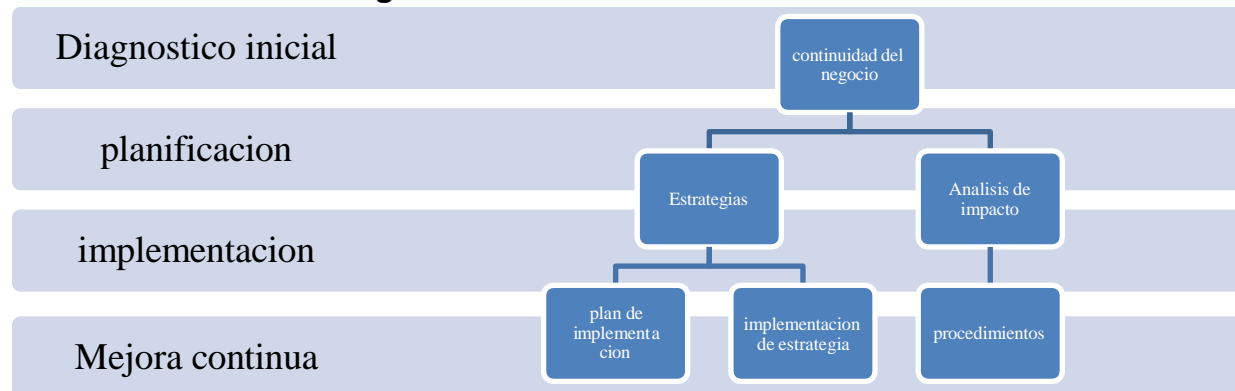 Diagnostico inicial
continuidad del
negocio
planificacion
Estrategias
Analisis de
impacto
implementacion
plan de
implementa
cion
implementacion
de estrategia
procedimientos
Mejora continua